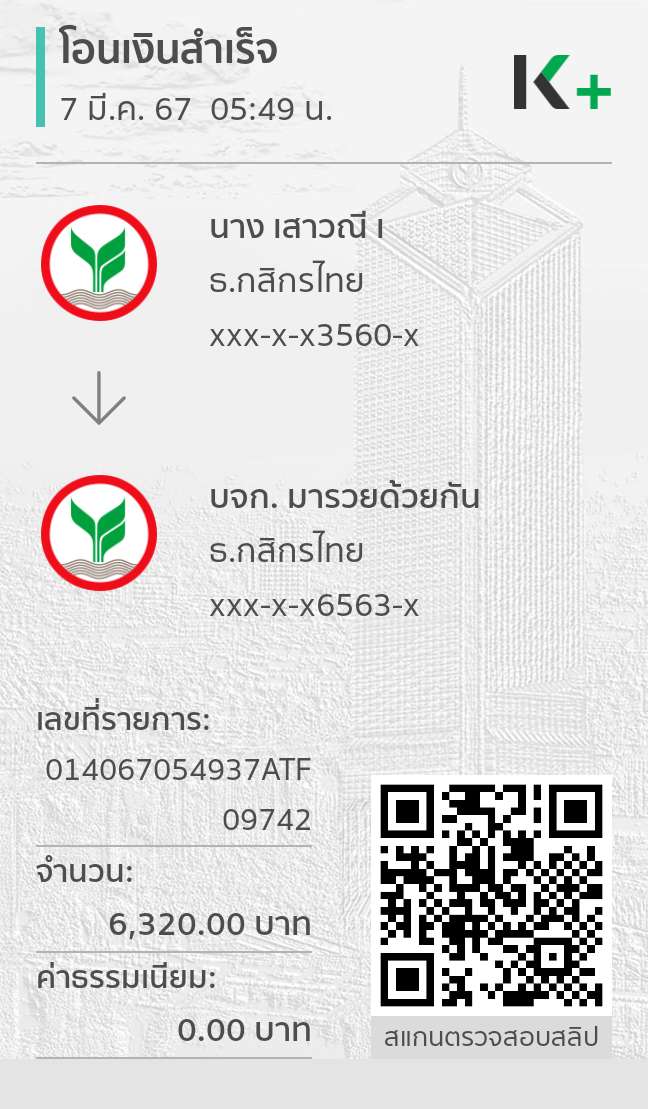 โอนเงินสำเร็จ
7 มี.ค. 67 05:49 น.
K+
นาง เสาวณี เ
ธ.กสิกรไทย
xxx-x-x3560-x
บจก. มารวยด้วยกัน
ธ.กสิกรไทย
xxx-x-x6563-x
เลขที่รายการ:
014067054937ATF
09742
จำนวน:
6,320.00 บาท
ค่าธรรมเนียม:
0.00 บาท
สแกนตรวจสอบสลิป